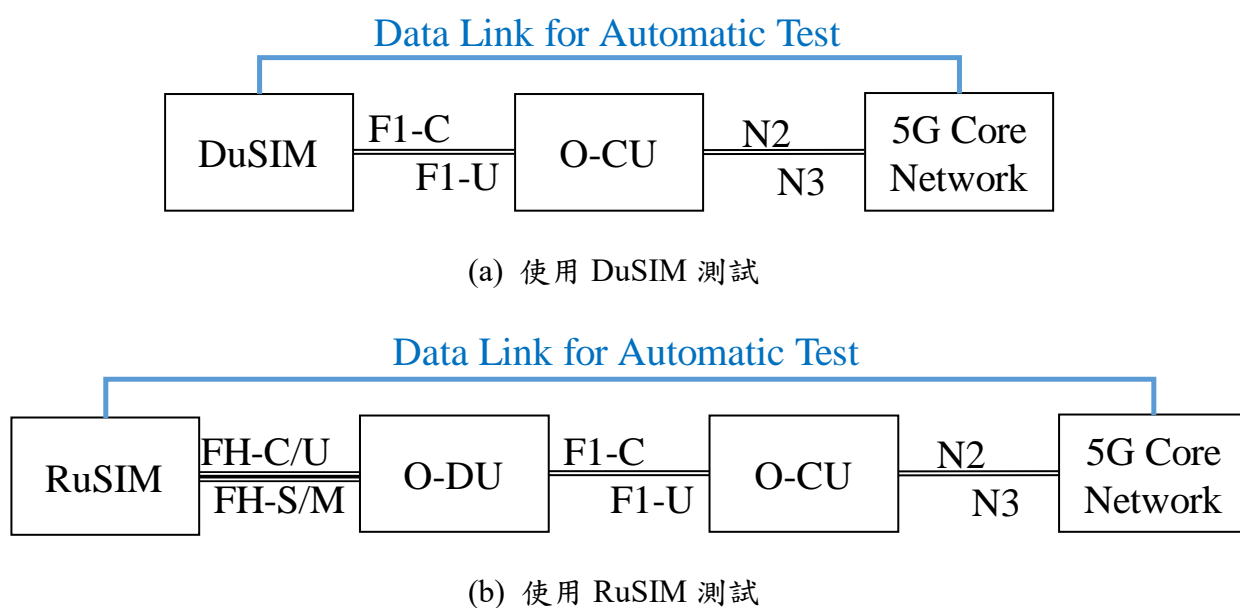 Data Link for Automatic Test
DuSIM
F1-C
F1-U
O-CU
N2
N3
5G Core
Network
(a) 使用 DuSIM 測試
Data Link for Automatic Test
RuSIM
FH-C/U
FH-S/M
O-DU
F1-C
F1-U
O-CU
N2
N3
5G Core
Network
(b) 使用 RuSIM 測試